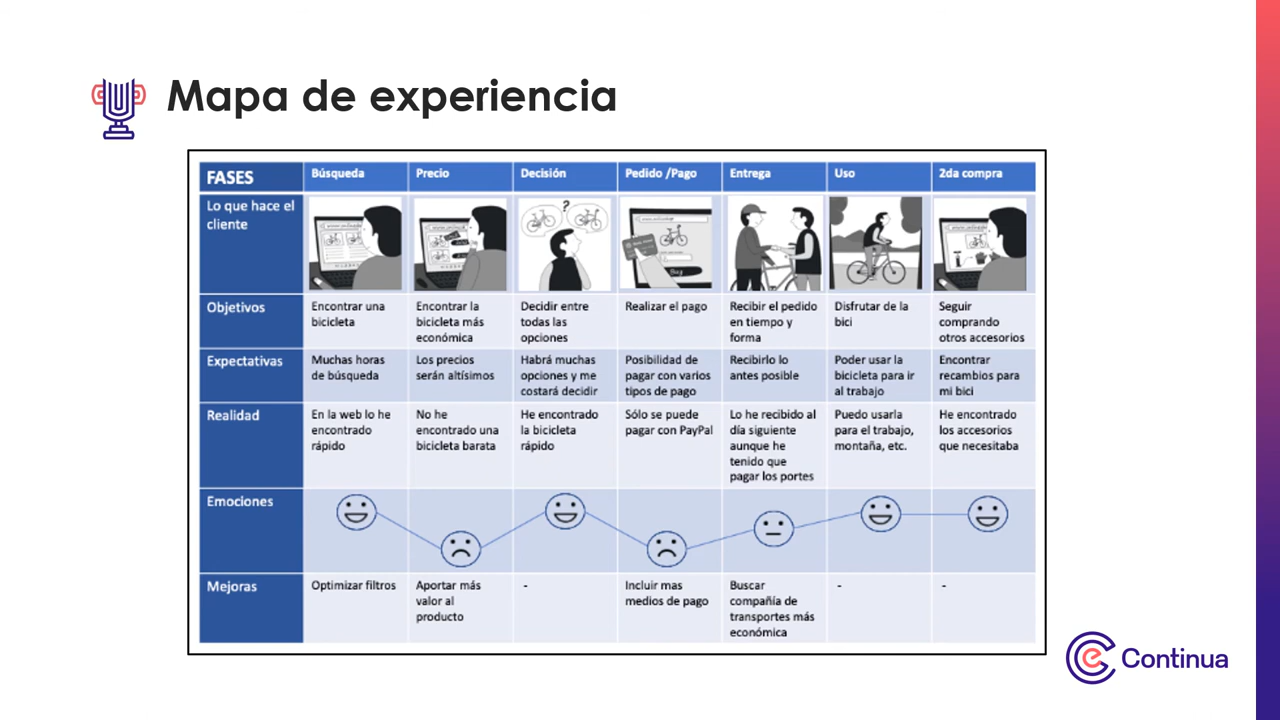 Mapa de experiencia
FASES
Búsqueda
Precio
Decisión
Pedido /Pago
Entrega
Uso
2da compra
Lo que hace el
cliente
?
Buy
Objetivos
Encontrar una
bicicleta
Encontrar la
bicicleta más
económica
Decidir entre
todas las
opciones
Realizar el pago
Recibir el pedido
en tiempo y
forma
Disfrutar de la
bici
Seguir
comprando
otros accesorios
Expectativas
Muchas horas
de búsqueda
Los precios
serán altísimos
Habrá muchas
opciones y me
costará decidir
Posibilidad de
pagar con varios
tipos de pago
Recibirlo lo
antes posible
Poder usar la
bicicleta para ir
al trabajo
Encontrar
recambios para
mi bici
Realidad
En la web lo he
encontrado
rápido
No he
encontrado una
bicicleta barata
He encontrado
la bicicleta
rápido
Sólo se puede
pagar con PayPal
Lo he recibido al
día siguiente
aunque he
tenido que
pagar los portes
Puedo usarla
para el trabajo,
montaña, etc.
He encontrado
los accesorios
que necesitaba
Emociones
Mejoras
Optimizar filtros
Aportar más
valor al
producto
-
Incluir mas
medios de pago
Buscar
compañía de
transportes más
económica
-
-
Continua